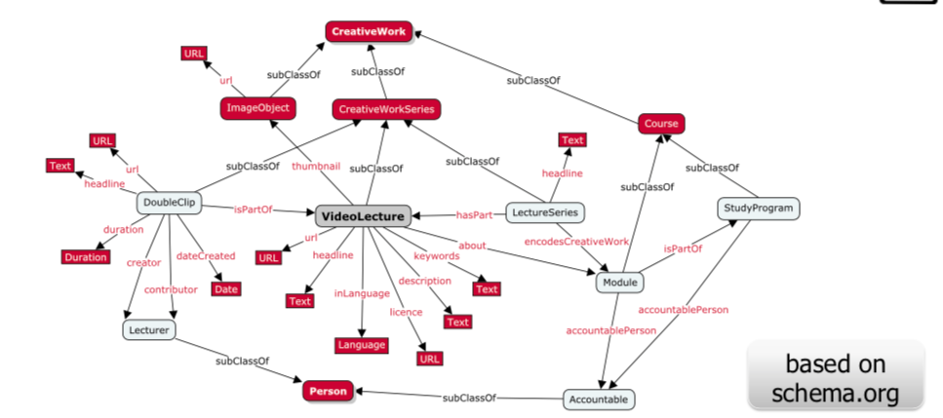 CreativeWork
URL
subClassOf
subClassOf
subClassOf
url
ImageObject
CreativeWorkSeries
Course
URL
Text
Text
url
subClassOf
thumbnail
subClassOf
subClassOf
subClassOf
headline
headline
subClassOf
DoubleClip
isPartOf
VideoLecture
hasPart
LectureSeries
StudyProgram
duration
url
about
encodesCreativeWork
isPartOf
Duration
dateCreated
URL
headline
keywords
creator
description
Module
contributor
Date
inLanguage
Text
Text
licence
Text
accountablePerson
Lecturer
accountablePerson
Language
URL
subClassOf
Person
subClassOf
Accountable
based on
schema.org